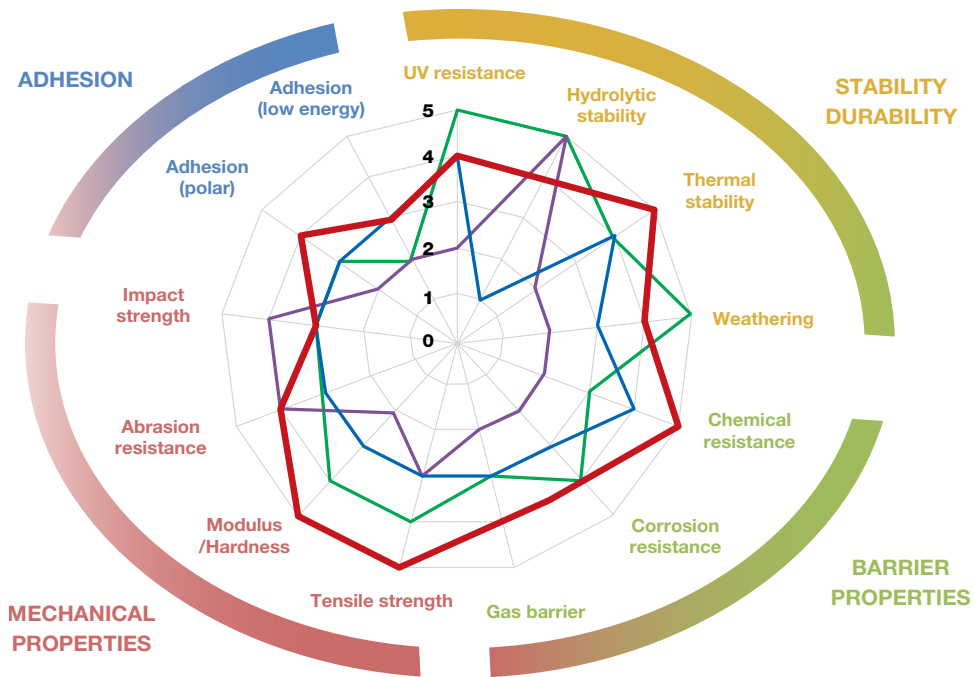 ADHESION
Adhesion
(low energy)
Adhesion
(polar)
UV resistance
Hydrolytic
stability
Thermal
stability
Weathering
STABILITY
DURABILITY
5
4
3
2
1
0
Impact
strength
Abrasion
resistance
Modulus
/Hardness
Tensile strength
MECHANICAL
PROPERTIES
Chemical
resistance
Corrosion
resistance
Gas barrier
BARRIER
PROPERTIES